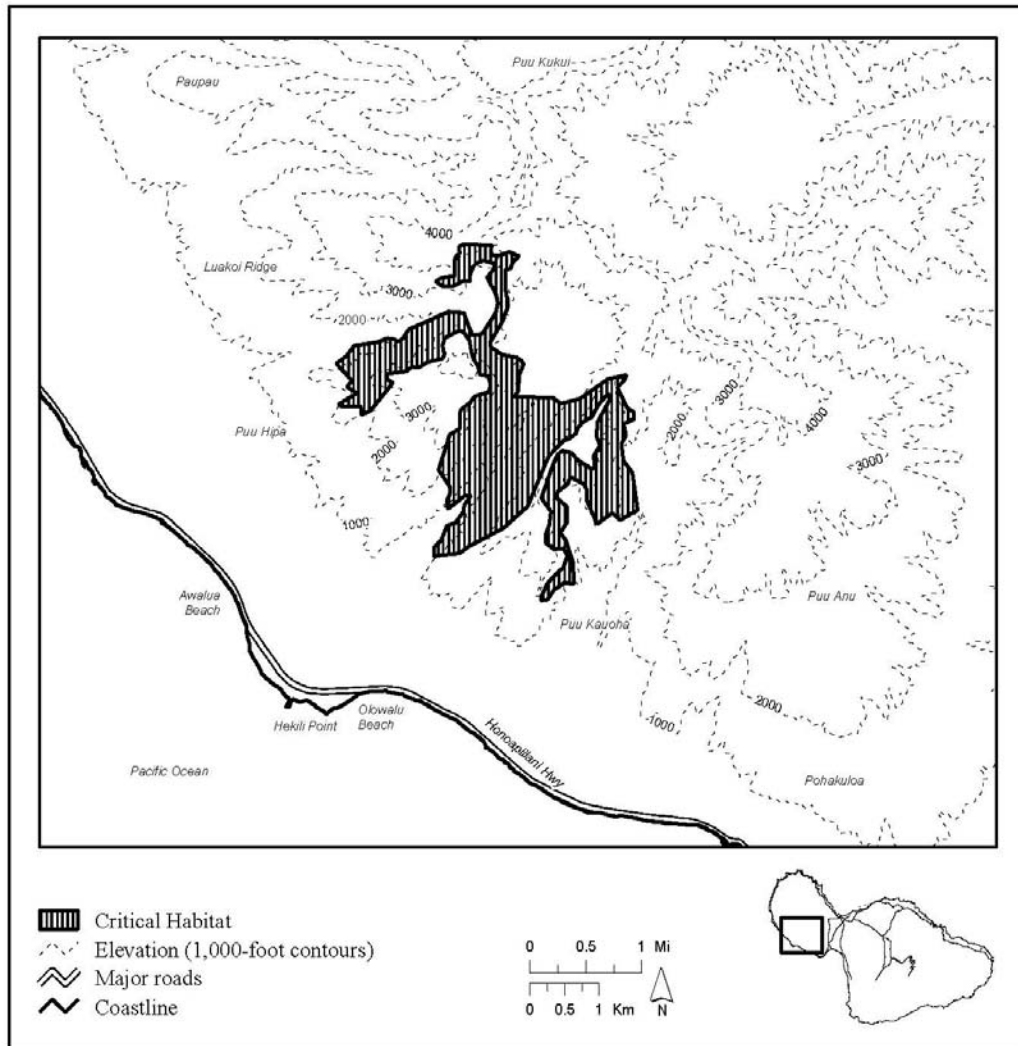 Puu Kukui
Paupau
4000
Luakoi Ridge
3000
2000
3000
4000
3000
2000
Puu Hipa
2000
3000
1000
Awalua
Beach
Puu Anu
Puu Kauoha
2000
1000
Olowalu
Beach
Hekili Point
Honoapiilani Hwy
Pacific Ocean
Pohakuloa
Critical Habitat
Elevation (1,000-foot contours)
Major roads
Coastline
0 0.5 1 Mi
0 0.5 1 Km
N